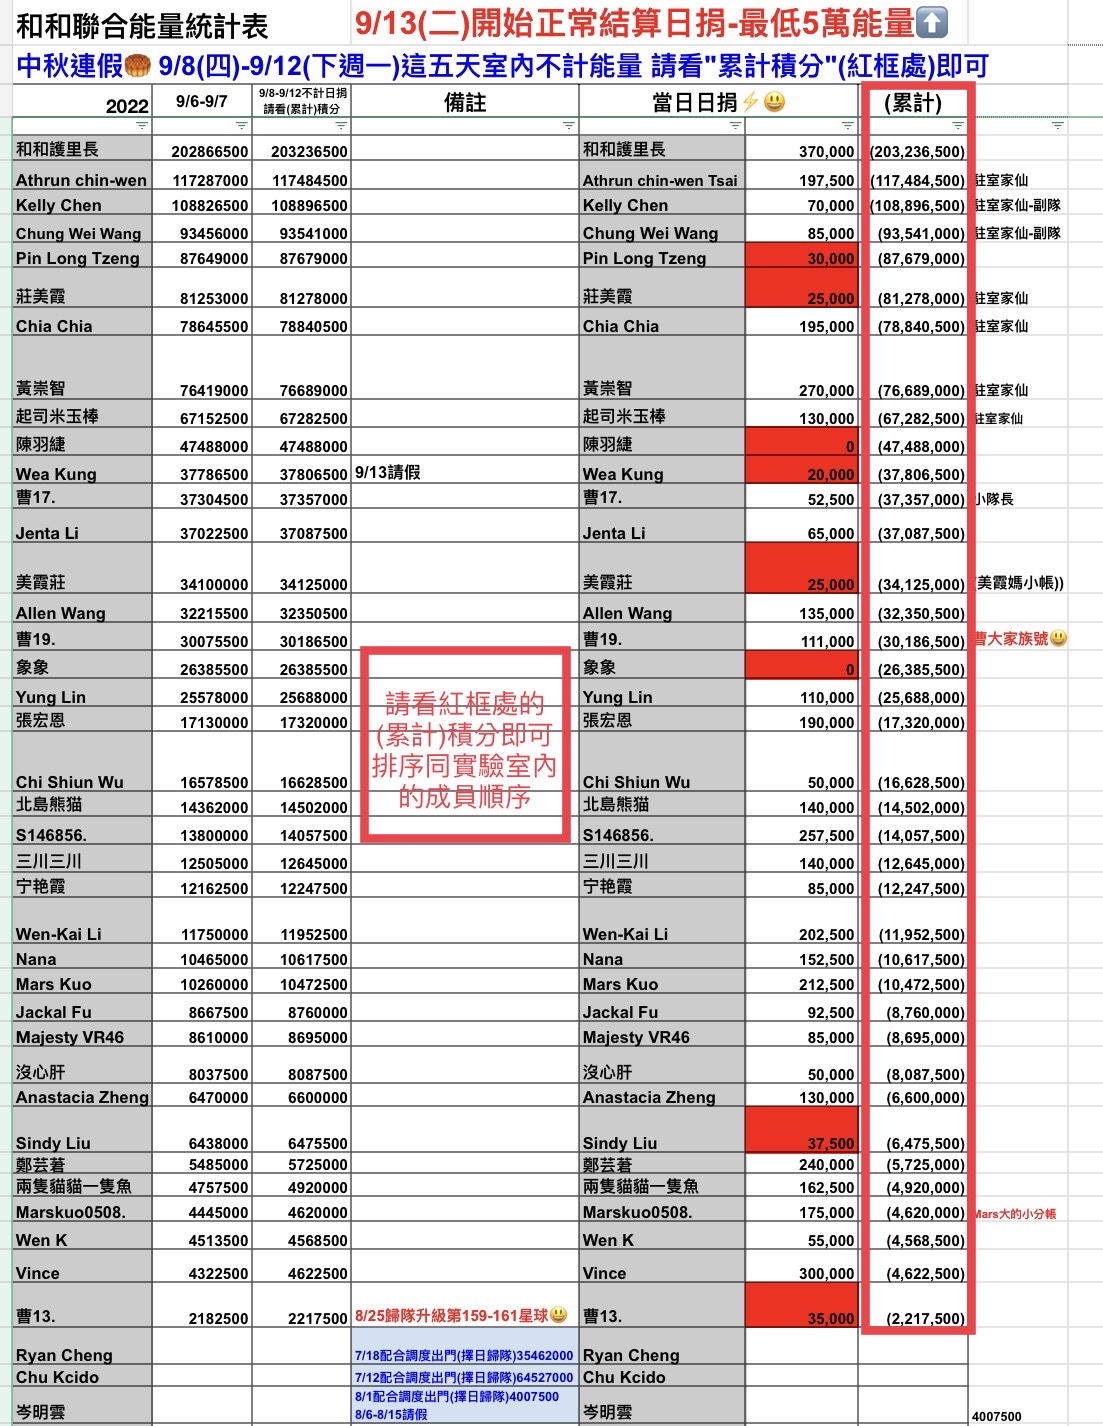 和和聯合能量統計表 9/13(二)開始正常結算日捐-最低5萬能量⬆️
中秋連假🥮 9/8(四)-9/12(下週一)這五天室內不計能量 請看"累計積分"(紅框處)即可
2022 9/6-9/7 9/8-9/12不計日捐 備註 當日日捐⚡😃 (累計)
請看(累計)積分
和和護里長 202866500 203236500 和和護里長 370,000 (203,236,500)
Athrun chin-wen 117287000 117484500 Athrun chin-wen Tsai 197,500 (117,484,500) 駐室家仙
Kelly Chen 108826500 108896500 Kelly Chen 70,000 (108,896,500) 駐室家仙-副隊
Chung Wei Wang 93456000 93541000 Chung Wei Wang 85,000 (93,541,000) 駐室家仙-副隊
Pin Long Tzeng 87649000 87679000 Pin Long Tzeng 30,000 (87,679,000)
莊美霞 81253000 81278000 莊美霞 25,000 (81,278,000) 駐室家仙
Chia Chia 78645500 78840500 Chia Chia 195,000 (78,840,500) 駐室家仙
黃崇智 76419000 76689000 黃崇智 270,000 (76,689,000) 駐室家仙
起司米玉棒 67152500 67282500 起司米玉棒 130,000 (67,282,500) 駐室家仙
陳羽緁 47488000 47488000 陳羽緁 0 (47,488,000)
Wea Kung 37786500 37806500 9/13請假 Wea Kung 20,000 (37,806,500)
曹17. 37304500 37357000 曹17. 52,500 (37,357,000) 小隊長
Jenta Li 37022500 37087500 Jenta Li 65,000 (37,087,500)
美霞莊 34100000 34125000 美霞莊 25,000 (34,125,000) (美霞媽小帳))
Allen Wang 32215500 32350500 Allen Wang 135,000 (32,350,500)
曹19. 30075500 30186500 曹19. 111,000 (30,186,500) 曹大家族號😃
象象 26385500 26385500 象象 0 (26,385,500)
Yung Lin 25578000 25688000 Yung Lin 110,000 (25,688,000)
張宏恩 17130000 17320000 張宏恩 190,000 (17,320,000)
請看紅框處的
(累計)積分即可
排序同實驗室內
的成員順序
Chi Shiun Wu 16578500 16628500 Chi Shiun Wu 50,000 (16,628,500)
北島熊猫 14362000 14502000 北島熊猫 140,000 (14,502,000)
S146856. 13800000 14057500 S146856. 257,500 (14,057,500)
三川三川 12505000 12645000 三川三川 140,000 (12,645,000)
宁艳霞 12162500 12247500 宁艳霞 85,000 (12,247,500)
Wen-Kai Li 11750000 11952500 Wen-Kai Li 202,500 (11,952,500)
Nana 10465000 10617500 Nana 152,500 (10,617,500)
Mars Kuo 10260000 10472500 Mars Kuo 212,500 (10,472,500)
Jackal Fu 8667500 8760000 Jackal Fu 92,500 (8,760,000)
Majesty VR46 8610000 8695000 Majesty VR46 85,000 (8,695,000)
沒心肝 8037500 8087500 沒心肝 50,000 (8,087,500)
Anastacia Zheng 6470000 6600000 Anastacia Zheng 130,000 (6,600,000)
Sindy Liu 6438000 6475500 Sindy Liu 37,500 (6,475,500)
鄭芸菩 5485000 5725000 鄭芸菩 240,000 (5,725,000)
兩隻貓貓一隻魚 4757500 4920000 兩隻貓貓一隻魚 162,500 (4,920,000)
Marskuo0508. 4445000 4620000 Marskuo0508. 175,000 (4,620,000) Mars大的小分帳
Wen K 4513500 4568500 Wen K 55,000 (4,568,500)
Vince 4322500 4622500 Vince 300,000 (4,622,500)
曹13. 2182500 2217500 8/25歸隊升級第159-161星球😃 曹13. 35,000 (2,217,500)
Ryan Cheng 7/18配合調度出門(擇日歸隊)35462000 Ryan Cheng
Chu Kcido 7/12配合調度出門(擇日歸隊)64527000 Chu Kcido
8/1配合調度出門(擇日歸隊)4007500
岑明雲 8/6-8/15請假 岑明雲 4007500